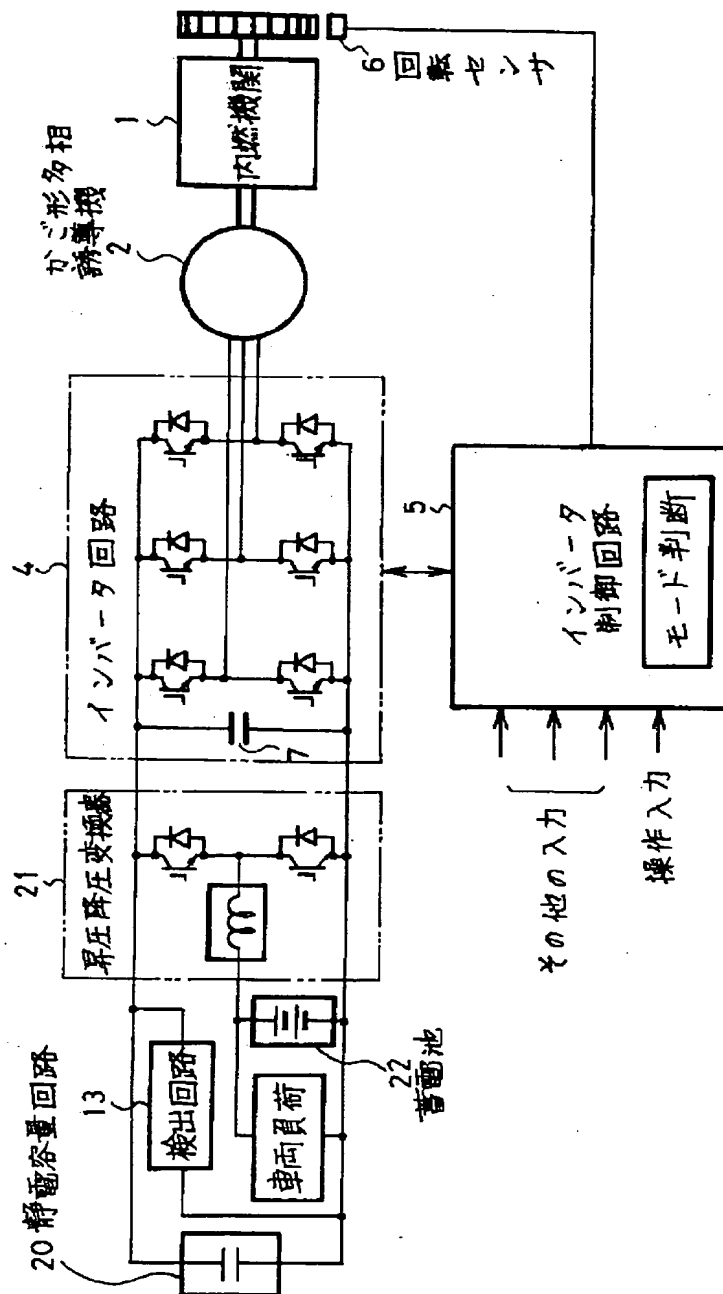 20 静電容量回路
13
検出回路
車両負荷
22
蓄電池
21
昇圧降圧変換器
4
インバータ回路
7
かご形多相
誘導機
2
1
内燃機関
6 回転センサ
5
インバータ
制御回路
モード判断
その他の入力
操作入力